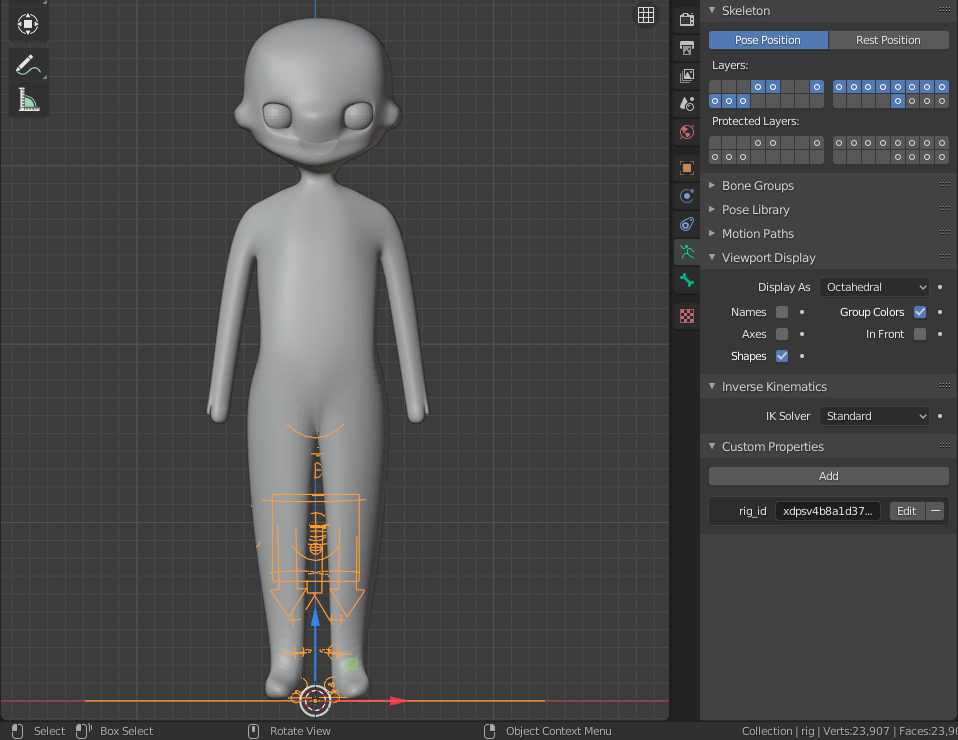 Skeleton
Pose Position Rest Position
Layers:
Protected Layers:
Bone Groups
Pose Library
Motion Paths
Viewport Display
Display As Octahedral
Names Group Colors
Axes In Front
Shapes
Inverse Kinematics
IK Solver Standard
Custom Properties
Add
rig_id xdpsv4b8a1d37... Edit
Select Box Select Rotate View Object Context Menu Collection | rig | Verts:23,907 | Faces:23,9